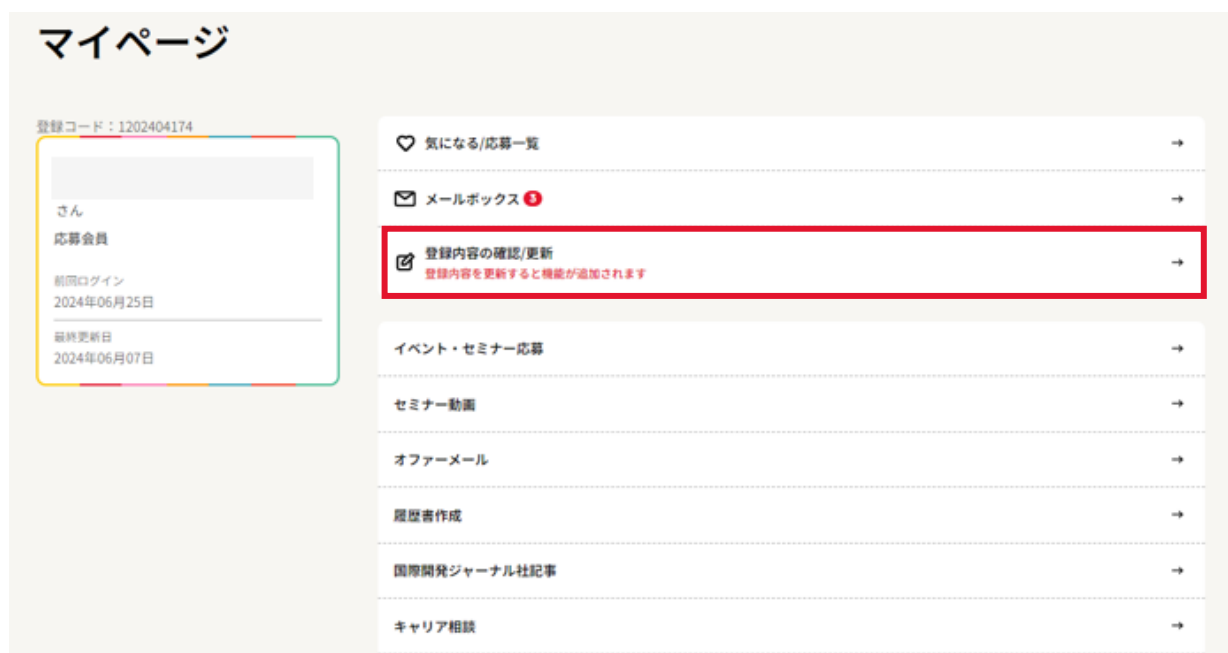 マイページ
登録コード：1202404174
さん
応募会員
前回ログイン
2024年06月25日
最終更新日
2024年06月07日
気になる/応募一覧 →
メールボックス 3 →
登録内容の確認/更新 →
登録内容を更新すると機能が追加されます
イベント・セミナー応募 →
セミナー動画 →
オファーメール →
履歴書作成 →
国際開発ジャーナル社記事 →
キャリア相談 →